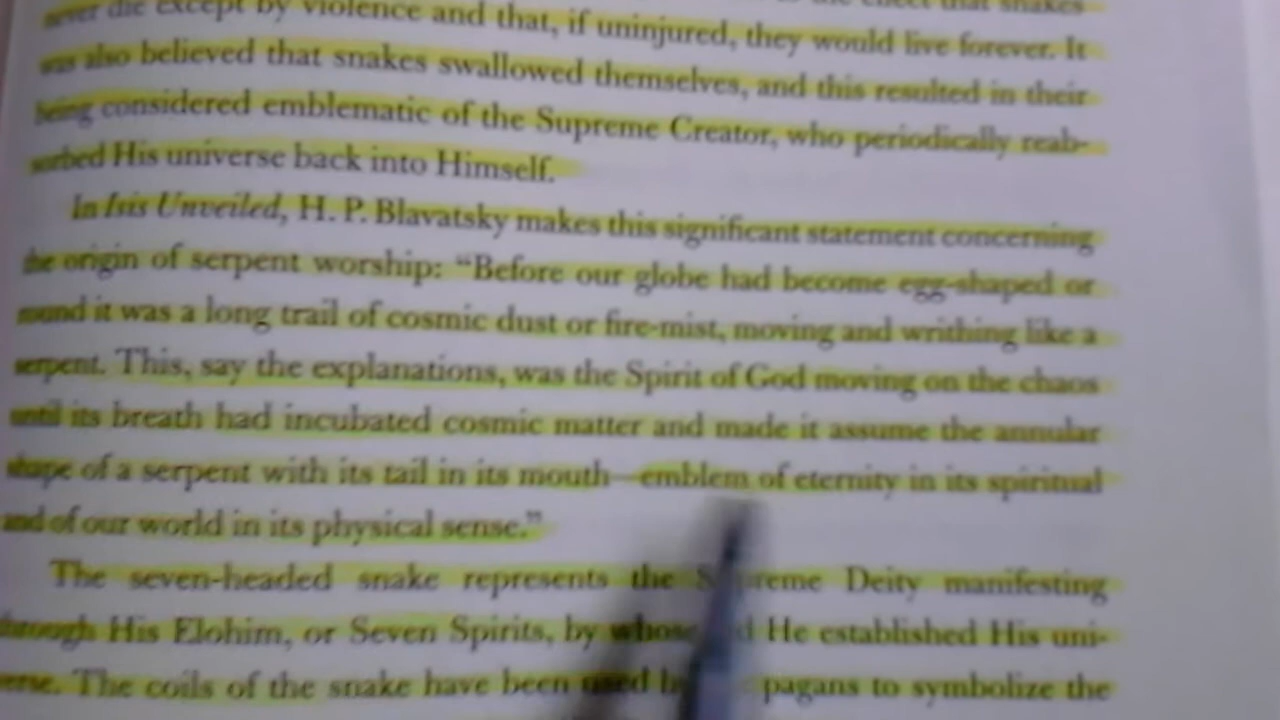 never die except by violence and that, if uninjured, they would live forever. It
was also believed that snakes swallowed themselves, and this resulted in their
being considered emblematic of the Supreme Creator, who periodically reab-
sorbed His universe back into Himself.
In Isis Unveiled, H. P. Blavatsky makes this significant statement concerning
the origin of serpent worship: “Before our globe had become egg-shaped or
round it was a long trail of cosmic dust or fire-mist, moving and writhing like a
serpent. This, say the explanations, was the Spirit of God moving on the chaos
until its breath had incubated cosmic matter and made it assume the annular
shape of a serpent with its tail in its mouth—emblem of eternity in its spiritual
and of our world in its physical sense.”
The seven-headed snake represents the Supreme Deity manifesting
through His Elohim, or Seven Spirits, by whose He established His uni-
verse. The coils of the snake have been used pagans to symbolize the